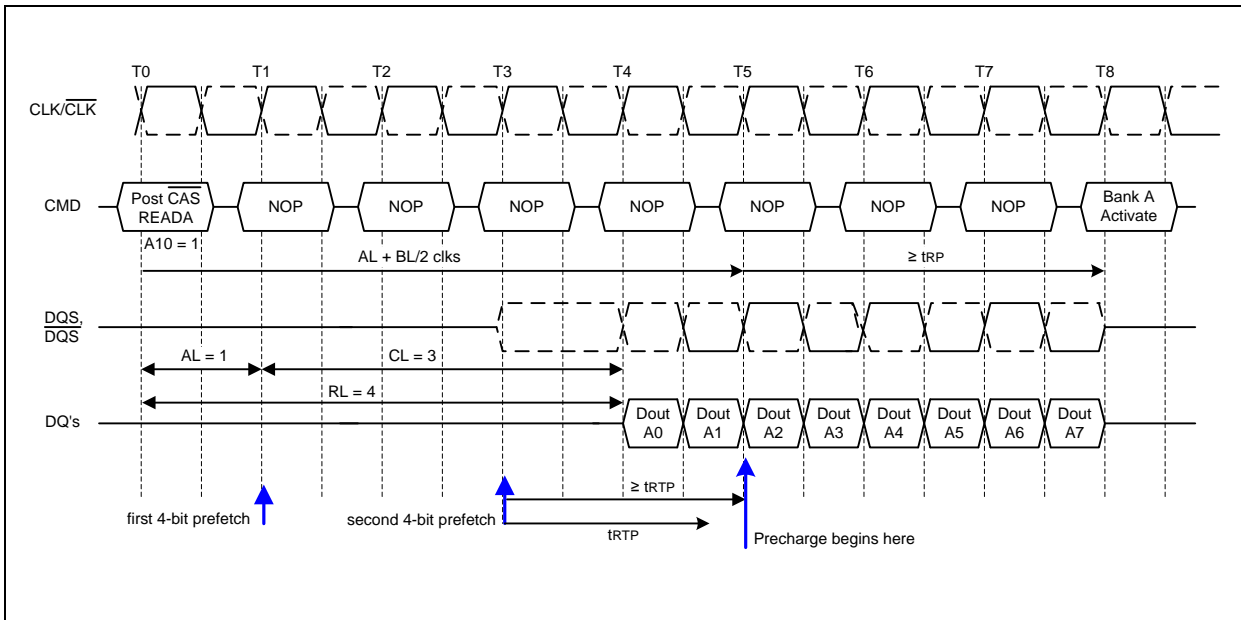 T0 T1 T2 T3 T4 T5 T6 T7 T8
CLK/CLK
CMD
Post CAS
READA
NOP NOP NOP NOP NOP NOP NOP
Bank A
Activate
A10 = 1
AL + BL/2 clks
≥ tRP
DQS,
DQS
AL = 1
CL = 3
RL = 4
DQ's
Dout
A0
Dout
A1
Dout
A2
Dout
A3
Dout
A4
Dout
A5
Dout
A6
Dout
A7
first 4-bit prefetch
second 4-bit prefetch
≥ tRTP
tRTP
Precharge begins here